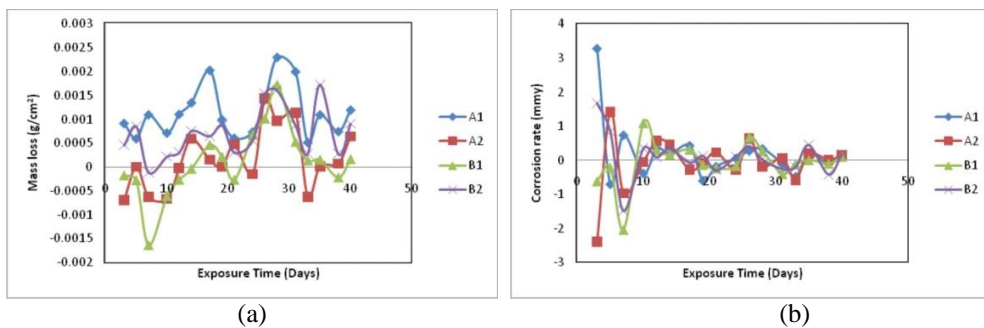 0.003
0.0025
0.002
0.0015
0.001
0.0005
0
-0.0005
-0.001
-0.0015
-0.002
Mass loss (g/cm²)
0 10 20 30 40 50
Exposure Time (Days)
A1
A2
B1
B2
(a)
4
3
2
1
0
-1
-2
-3
Corrosion rate (mmy)
0 10 20 30 40 50
Exposure Time (Days)
A1
A2
B1
B2
(b)